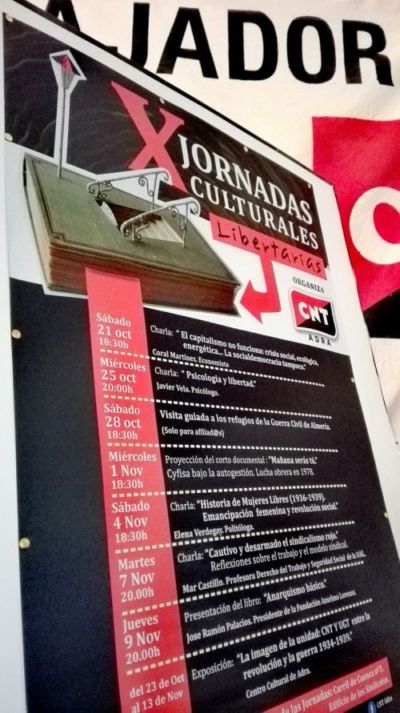 AJADOR
X JORNADAS
CULTURALES
Libertarias
ORGANIZA
CNT
ADRA
Sábado
21 oct
18:30h
Charla: " El capitalismo no funciona: crisis social, ecológica,
energética... La socialdemocracia tampoco."
Coral Martínez. Economista
Miércoles
25 oct
20:00h
Charla: " Psicología y libertad."
Javier Vela. Psicólogo.
Sábado
28 oct
18:30h
Visita guiada a los refugios de la Guerra Civil de Almería.
(Solo para afiliad@s)
Miércoles
1 Nov
18:30h
Proyección del corto documental : "Mañana serís tú."
Cyfisa bajo la autogestión. Lucha obrera en 1978.
Sábado
4 Nov
18:30h
Charla: "Historia de Mujeres Libres (1936-1939).
Emancipación femenina y revolución social."
Elena Verdegay. Politóloga.
Martes
7 Nov
20.00h
Charla: "Cautivo y desarmado el sindicalismo rojo."
Reflexiones sobre el trabajo y el modelo sindical.
Mar Castillo. Profesora Derecho del Trabajo y Seguridad Social de la UAL.
Jueves
9 Nov
20.00h
Presentación del libro: "Anarquismo básico."
Jose Ramón Palacios. Presidente de la Fundación Anselmo Lorenzo.
del 23 de Oct
al 13 de Nov
Exposición: "La imagen de la unidad: CNT y UGT entre la
revolución y la guerra 1934-1939."
Centro Cultural de Adra.
de las Jornadas: Carril de Cuenca nº3.
Edificio de los Sindicatos.
CNT Adra